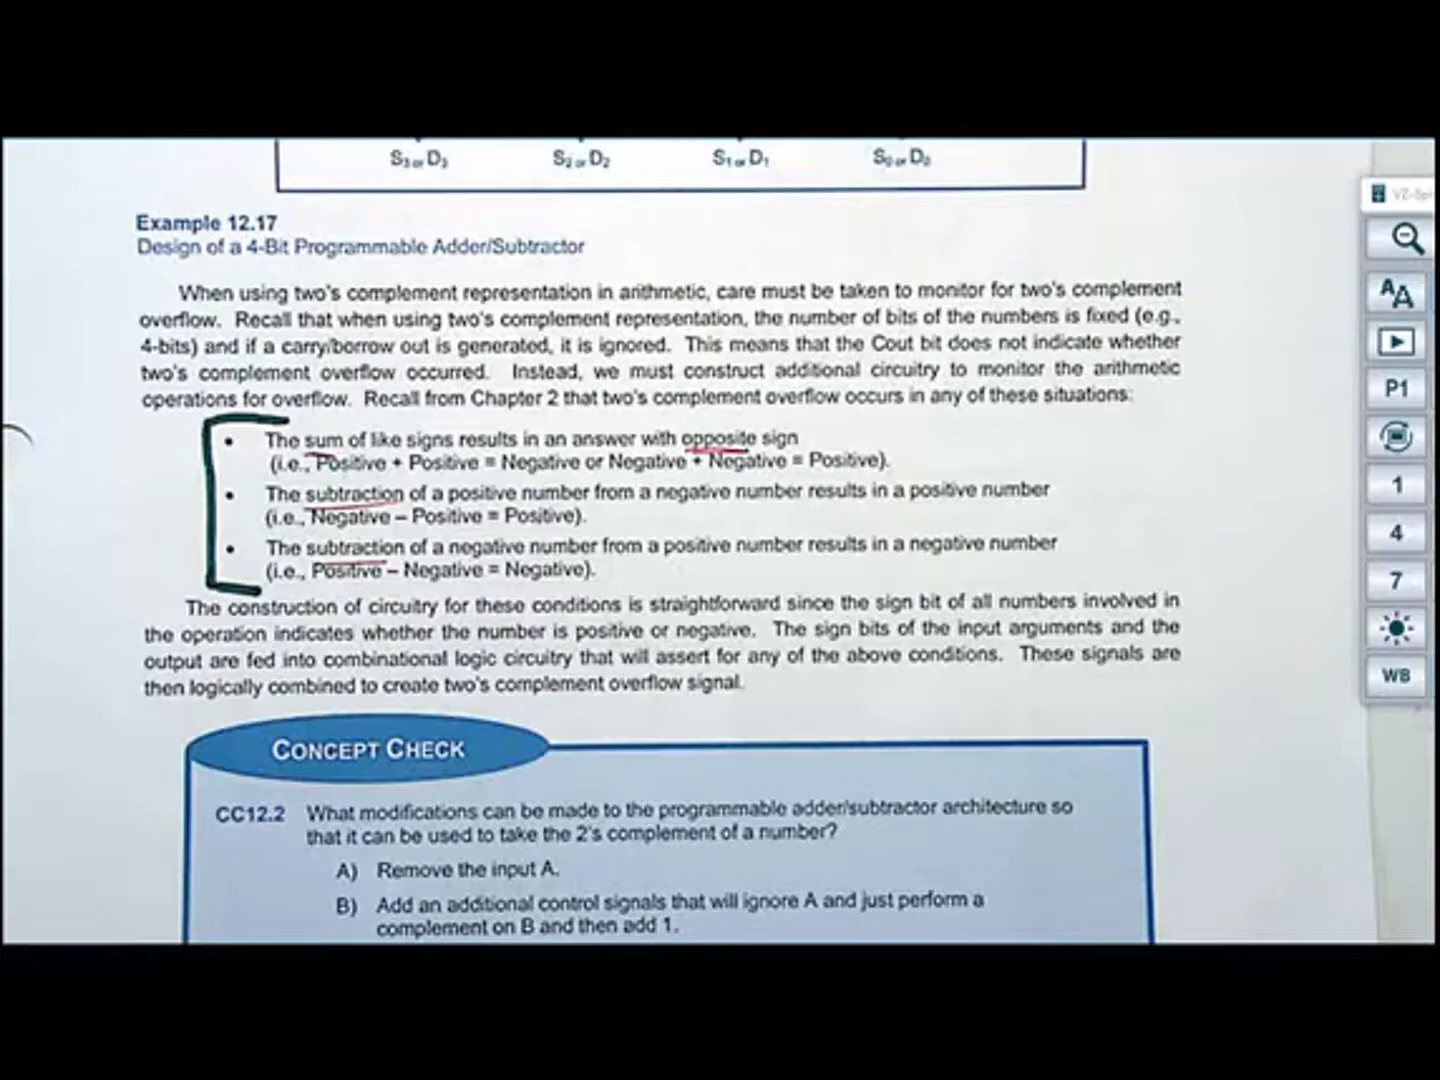 S3 or D3 S2 or D2 S1 or D1 S0 or D0
Example 12.17
Design of a 4-Bit Programmable Adder/Subtractor
When using two's complement representation in arithmetic, care must be taken to monitor for two's complement
overflow. Recall that when using two's complement representation, the number of bits of the numbers is fixed (e.g.,
4-bits) and if a carry/borrow out is generated, it is ignored. This means that the Cout bit does not indicate whether
two's complement overflow occurred. Instead, we must construct additional circuitry to monitor the arithmetic
operations for overflow. Recall from Chapter 2 that two's complement overflow occurs in any of these situations:
• The sum of like signs results in an answer with opposite sign
(i.e., Positive + Positive = Negative or Negative + Negative = Positive).
• The subtraction of a positive number from a negative number results in a positive number
(i.e., Negative – Positive = Positive).
• The subtraction of a negative number from a positive number results in a negative number
(i.e., Positive – Negative = Negative).
The construction of circuitry for these conditions is straightforward since the sign bit of all numbers involved in
the operation indicates whether the number is positive or negative. The sign bits of the input arguments and the
output are fed into combinational logic circuitry that will assert for any of the above conditions. These signals are
then logically combined to create two's complement overflow signal.
CONCEPT CHECK
CC12.2 What modifications can be made to the programmable adder/subtractor architecture so
that it can be used to take the 2's complement of a number?
A) Remove the input A.
B) Add an additional control signals that will ignore A and just perform a
complement on B and then add 1.
AA
P1
1
4
7
WB